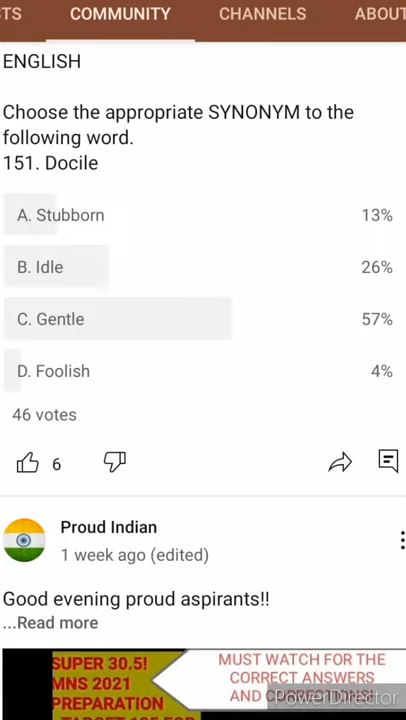 TS COMMUNITY CHANNELS ABOUT
ENGLISH
Choose the appropriate SYNONYM to the
following word.
151. Docile
A. Stubborn 13%
B. Idle 26%
C. Gentle 57%
D. Foolish 4%
46 votes
6
Proud Indian
1 week ago (edited)
Good evening proud aspirants!!
...Read more
SUPER 30.5!
MNS 2021
PREPARATION
MUST WATCH FOR THE
CORRECT ANSWERS
AND CORRECTIONS!
PowerDirector